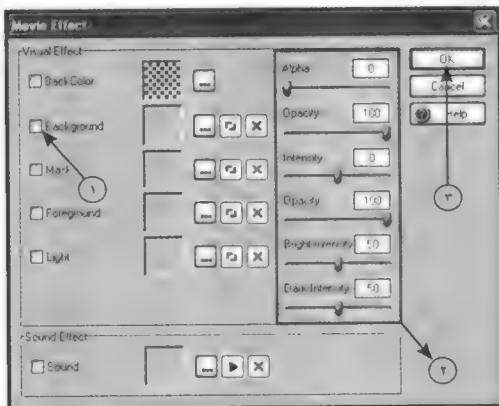 Movie Effect
Visual Effect
Back Color
...
Background
...
Mask
...
Foreground
...
Light
...
Alpha 0
Opacity 100
Intensity 0
Opacity 100
Bright Intensity 50
Dark Intensity 50
OK
Cancel
Help
Sound Effect
Sound
...
١
٢
٣